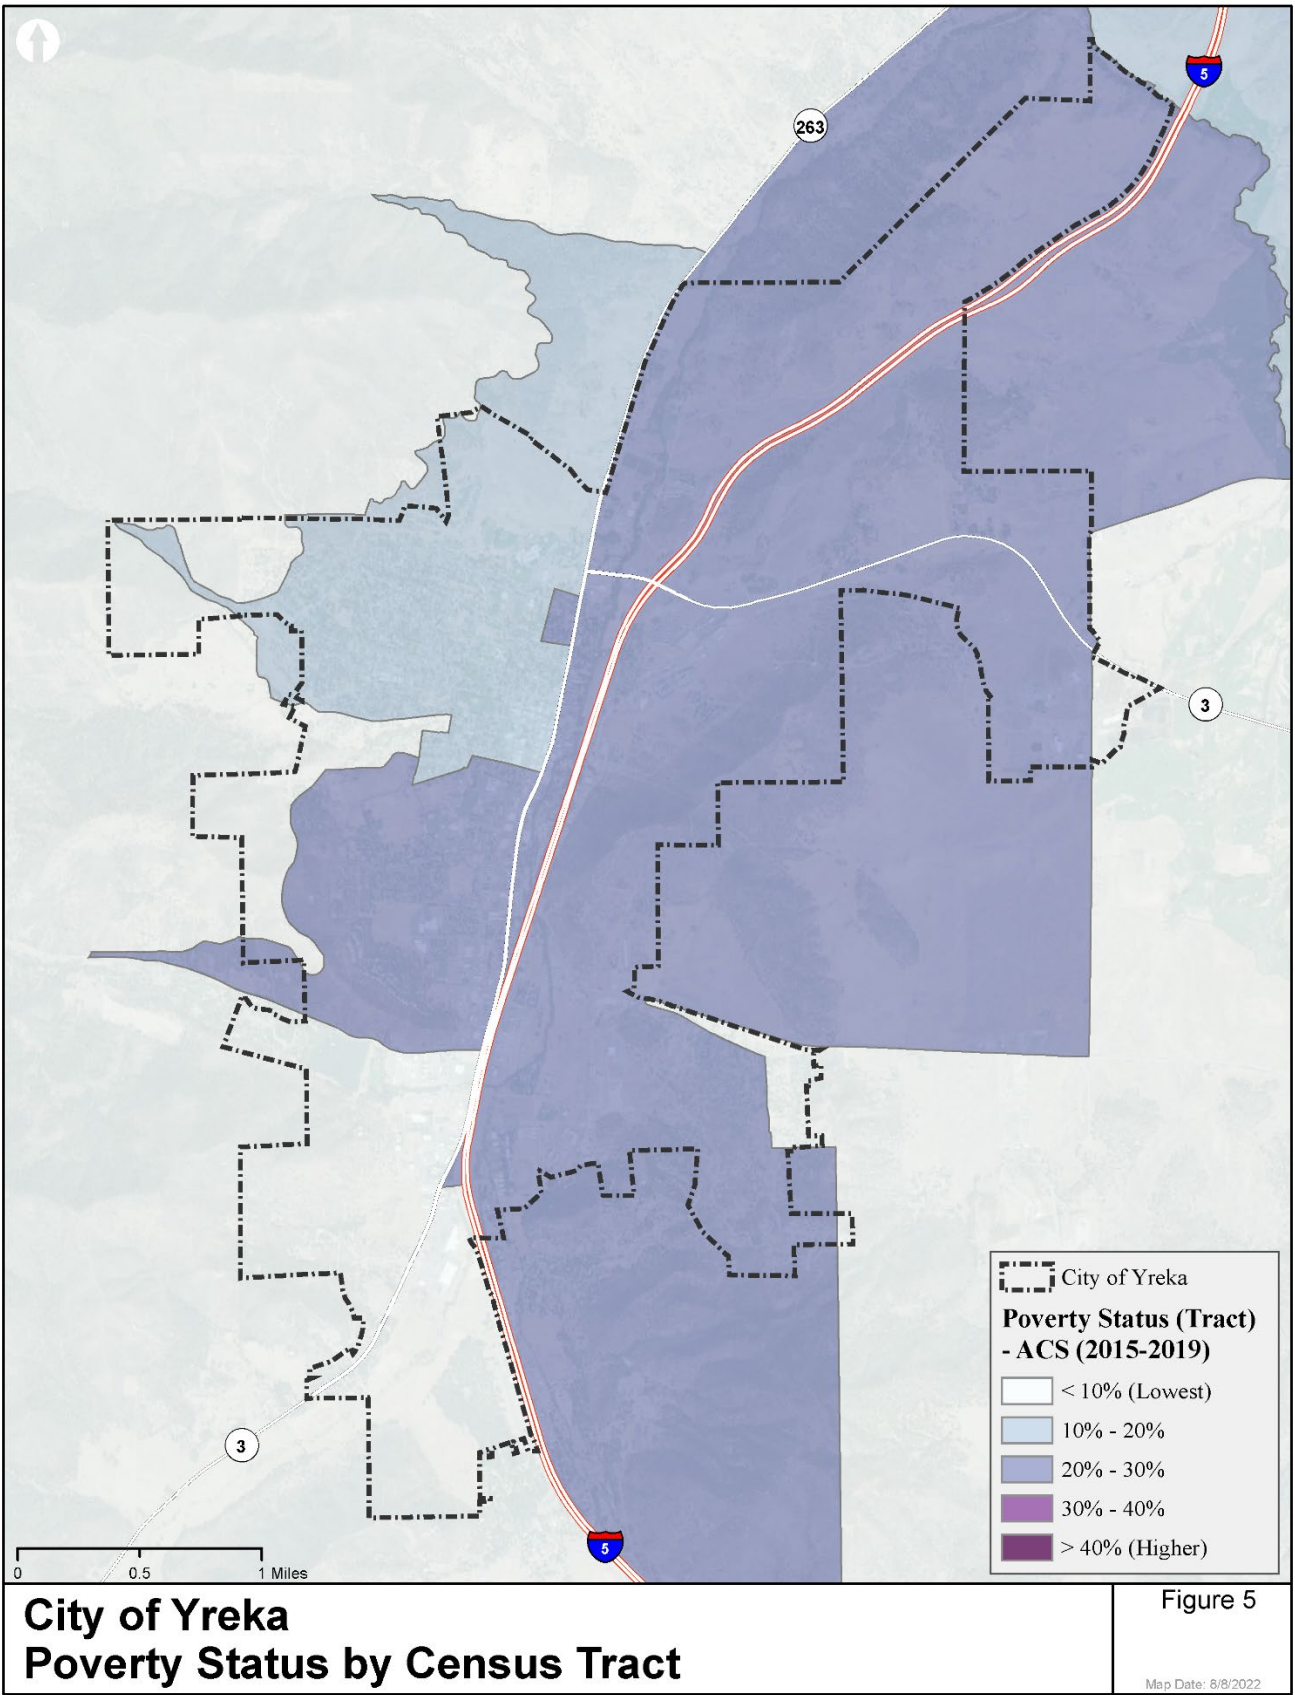 5
263
3
3
5
City of Yreka
Poverty Status (Tract)
- ACS (2015-2019)
< 10% (Lowest)
10% - 20%
20% - 30%
30% - 40%
> 40% (Higher)
0 0.5 1 Miles
City of Yreka
Poverty Status by Census Tract
Figure 5
Map Date: 8/8/2022